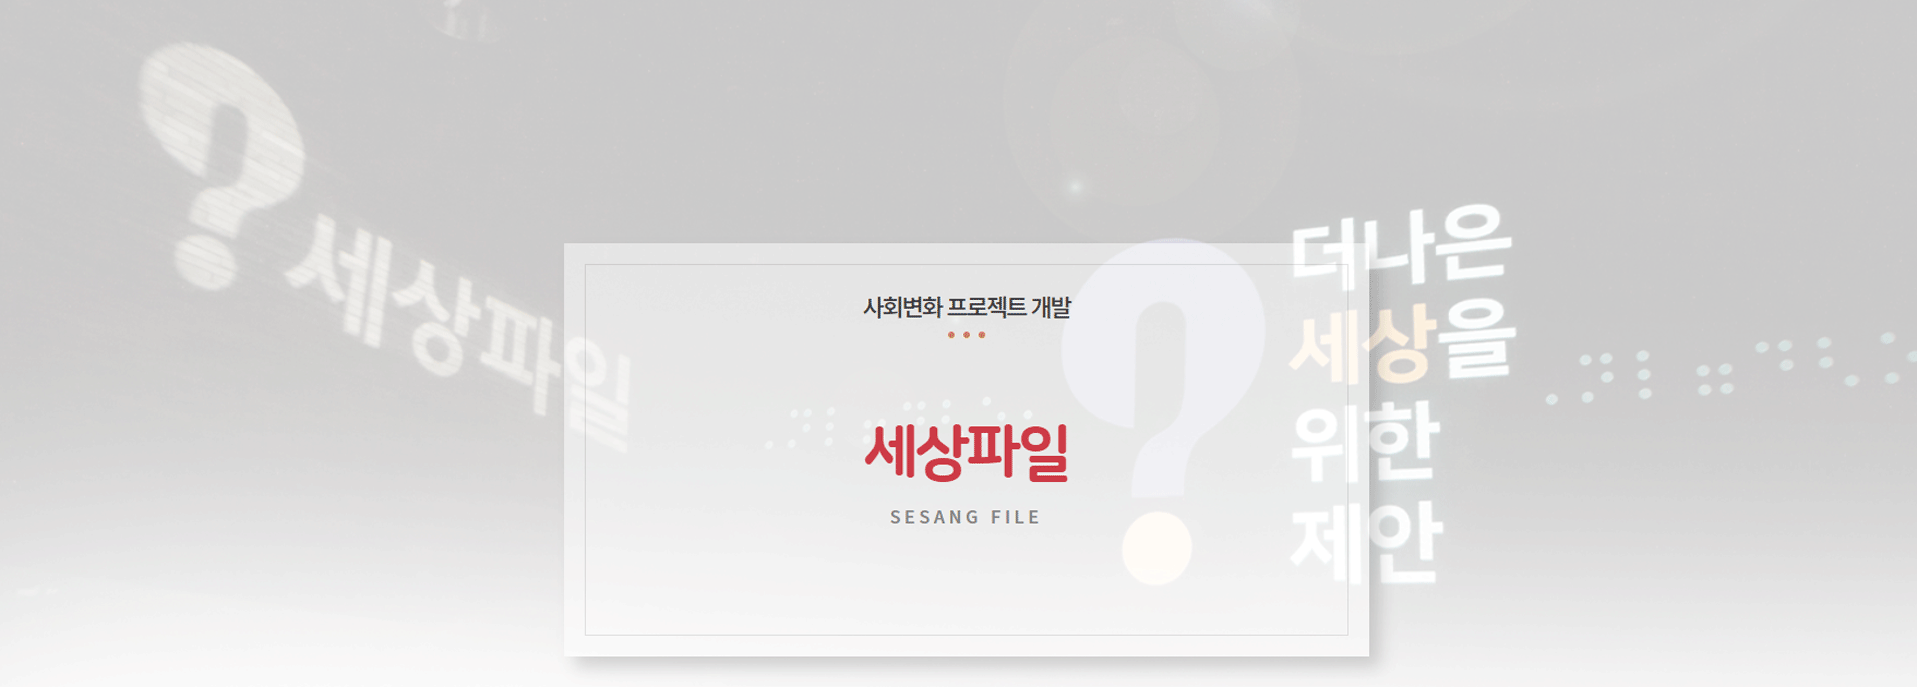 ? 세상파일
사회변화 프로젝트 개발
세상파일
SESANG FILE
?
더나은
세상을
위한
제안